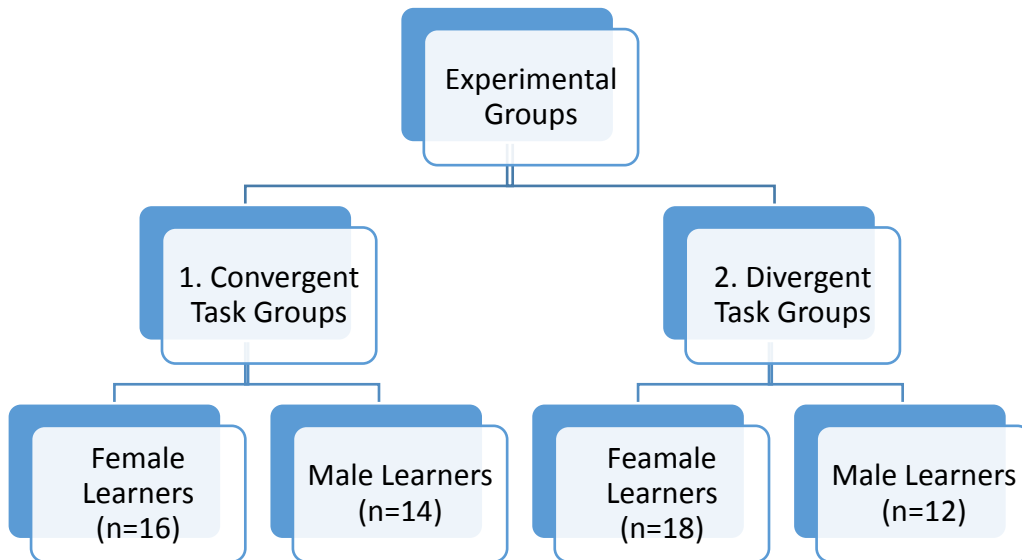 Experimental
Groups
1. Convergent
Task Groups
2. Divergent
Task Groups
Female
Learners
(n=16)
Male Learners
(n=14)
Feamale
Learners
(n=18)
Male Learners
(n=12)